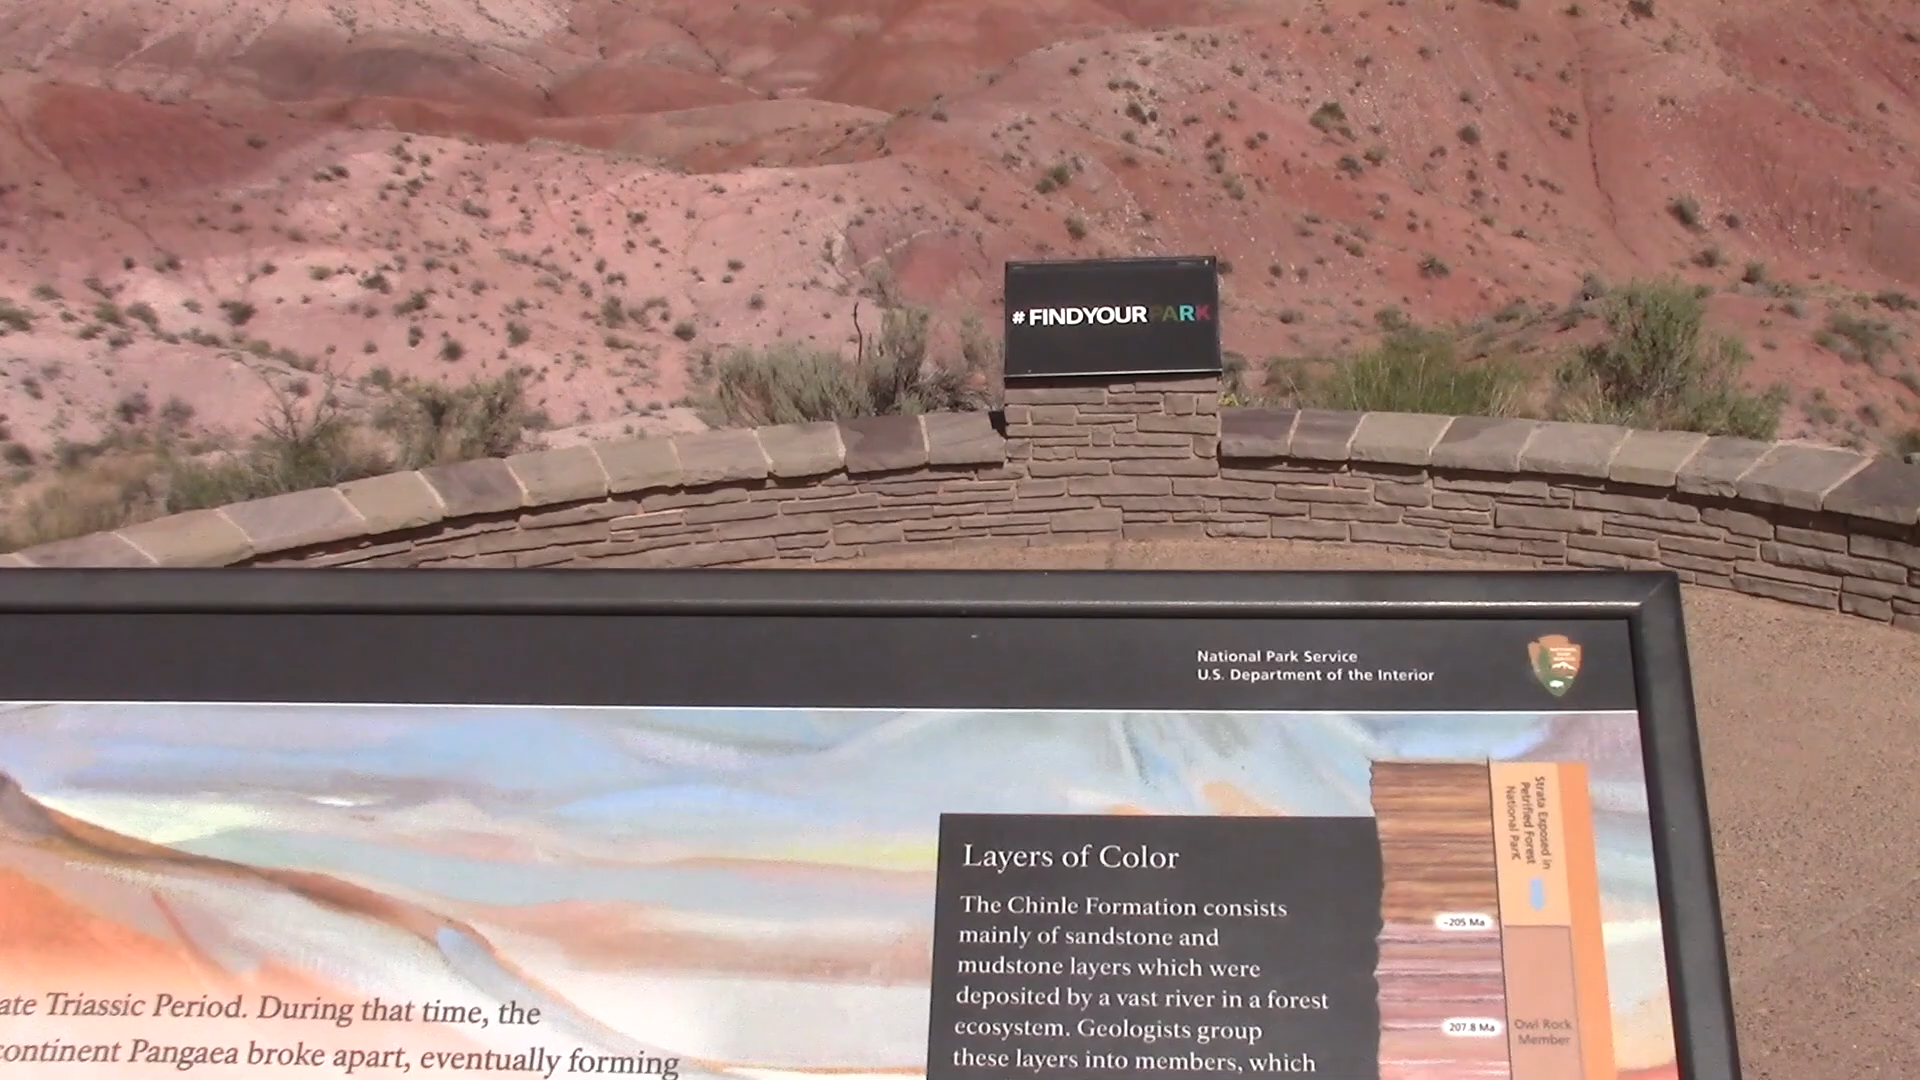 #FINDYOURPARK
National Park Service
U.S. Department of the Interior
Strata Exposed in
Petrified Forest
National Park
Layers of Color
The Chinle Formation consists
mainly of sandstone and
mudstone layers which were
deposited by a vast river in a forest
ecosystem. Geologists group
these layers into members, which
~205 Ma
207.8 Ma
Owl Rock
Member
ate Triassic Period. During that time, the
continent Pangaea broke apart, eventually forming